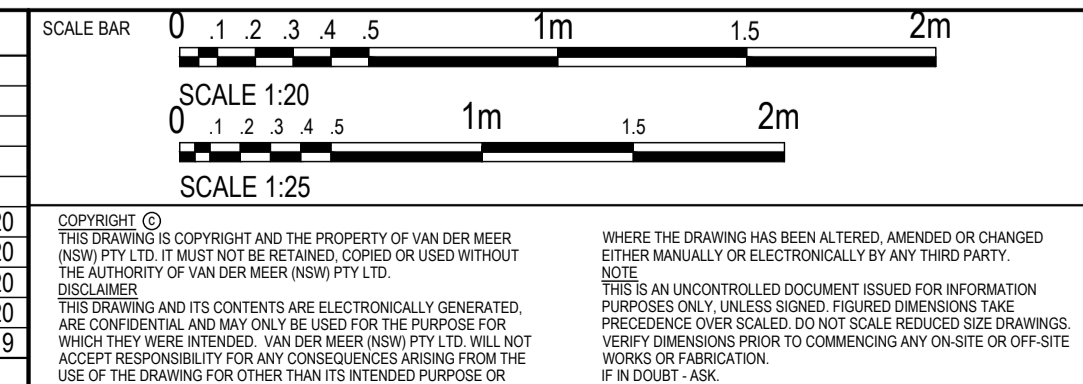 SCALE BAR
0 .1 .2 .3 .4 .5 1m 1.5 2m
SCALE 1:20
0 .1 .2 .3 .4 .5 1m 1.5 2m
SCALE 1:25
20
20
20
20
9
COPYRIGHT ©
THIS DRAWING IS COPYRIGHT AND THE PROPERTY OF VAN DER MEER
(NSW) PTY LTD. IT MUST NOT BE RETAINED, COPIED OR USED WITHOUT
THE AUTHORITY OF VAN DER MEER (NSW) PTY LTD.
DISCLAIMER
THIS DRAWING AND ITS CONTENTS ARE ELECTRONICALLY GENERATED,
ARE CONFIDENTIAL AND MAY ONLY BE USED FOR THE PURPOSE FOR
WHICH THEY WERE INTENDED. VAN DER MEER (NSW) PTY LTD. WILL NOT
ACCEPT RESPONSIBILITY FOR ANY CONSEQUENCES ARISING FROM THE
USE OF THE DRAWING FOR OTHER THAN ITS INTENDED PURPOSE OR
WHERE THE DRAWING HAS BEEN ALTERED, AMENDED OR CHANGED
EITHER MANUALLY OR ELECTRONICALLY BY ANY THIRD PARTY.
NOTE
THIS IS AN UNCONTROLLED DOCUMENT ISSUED FOR INFORMATION
PURPOSES ONLY, UNLESS SIGNED. FIGURED DIMENSIONS TAKE
PRECEDENCE OVER SCALED. DO NOT SCALE REDUCED SIZE DRAWINGS.
VERIFY DIMENSIONS PRIOR TO COMMENCING ANY ON-SITE OR OFF-SITE
WORKS OR FABRICATION.
IF IN DOUBT - ASK.